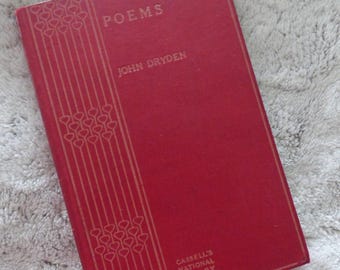 POEMS
JOHN DRYDEN
CASSELL'S
NATIONAL